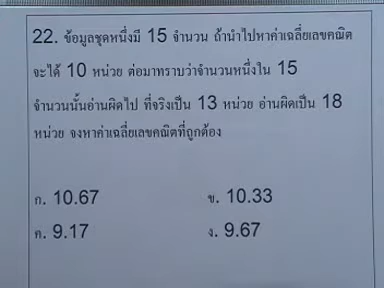 22. ข้อมูลชุดหนึ่งมี 15 จำนวน ถ้านำไปหาค่าเฉลี่ยเลขคณิต
จะได้ 10 หน่วย ต่อมาทราบว่าจำนวนหนึ่งใน 15
จำนวนนั้นอ่านผิดไป ที่จริงเป็น 13 หน่วย อ่านผิดเป็น 18
หน่วย จงหาค่าเฉลี่ยเลขคณิตที่ถูกต้อง
ก. 10.67 ข. 10.33
ค. 9.17 ง. 9.67